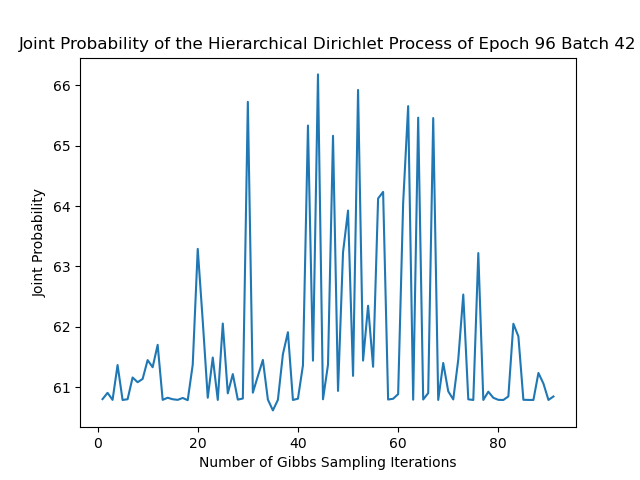 Joint Probability of the Hierarchical Dirichlet Process of Epoch 96 Batch 42
66
65
64
63
62
61
Joint Probability
0 20 40 60 80
Number of Gibbs Sampling Iterations